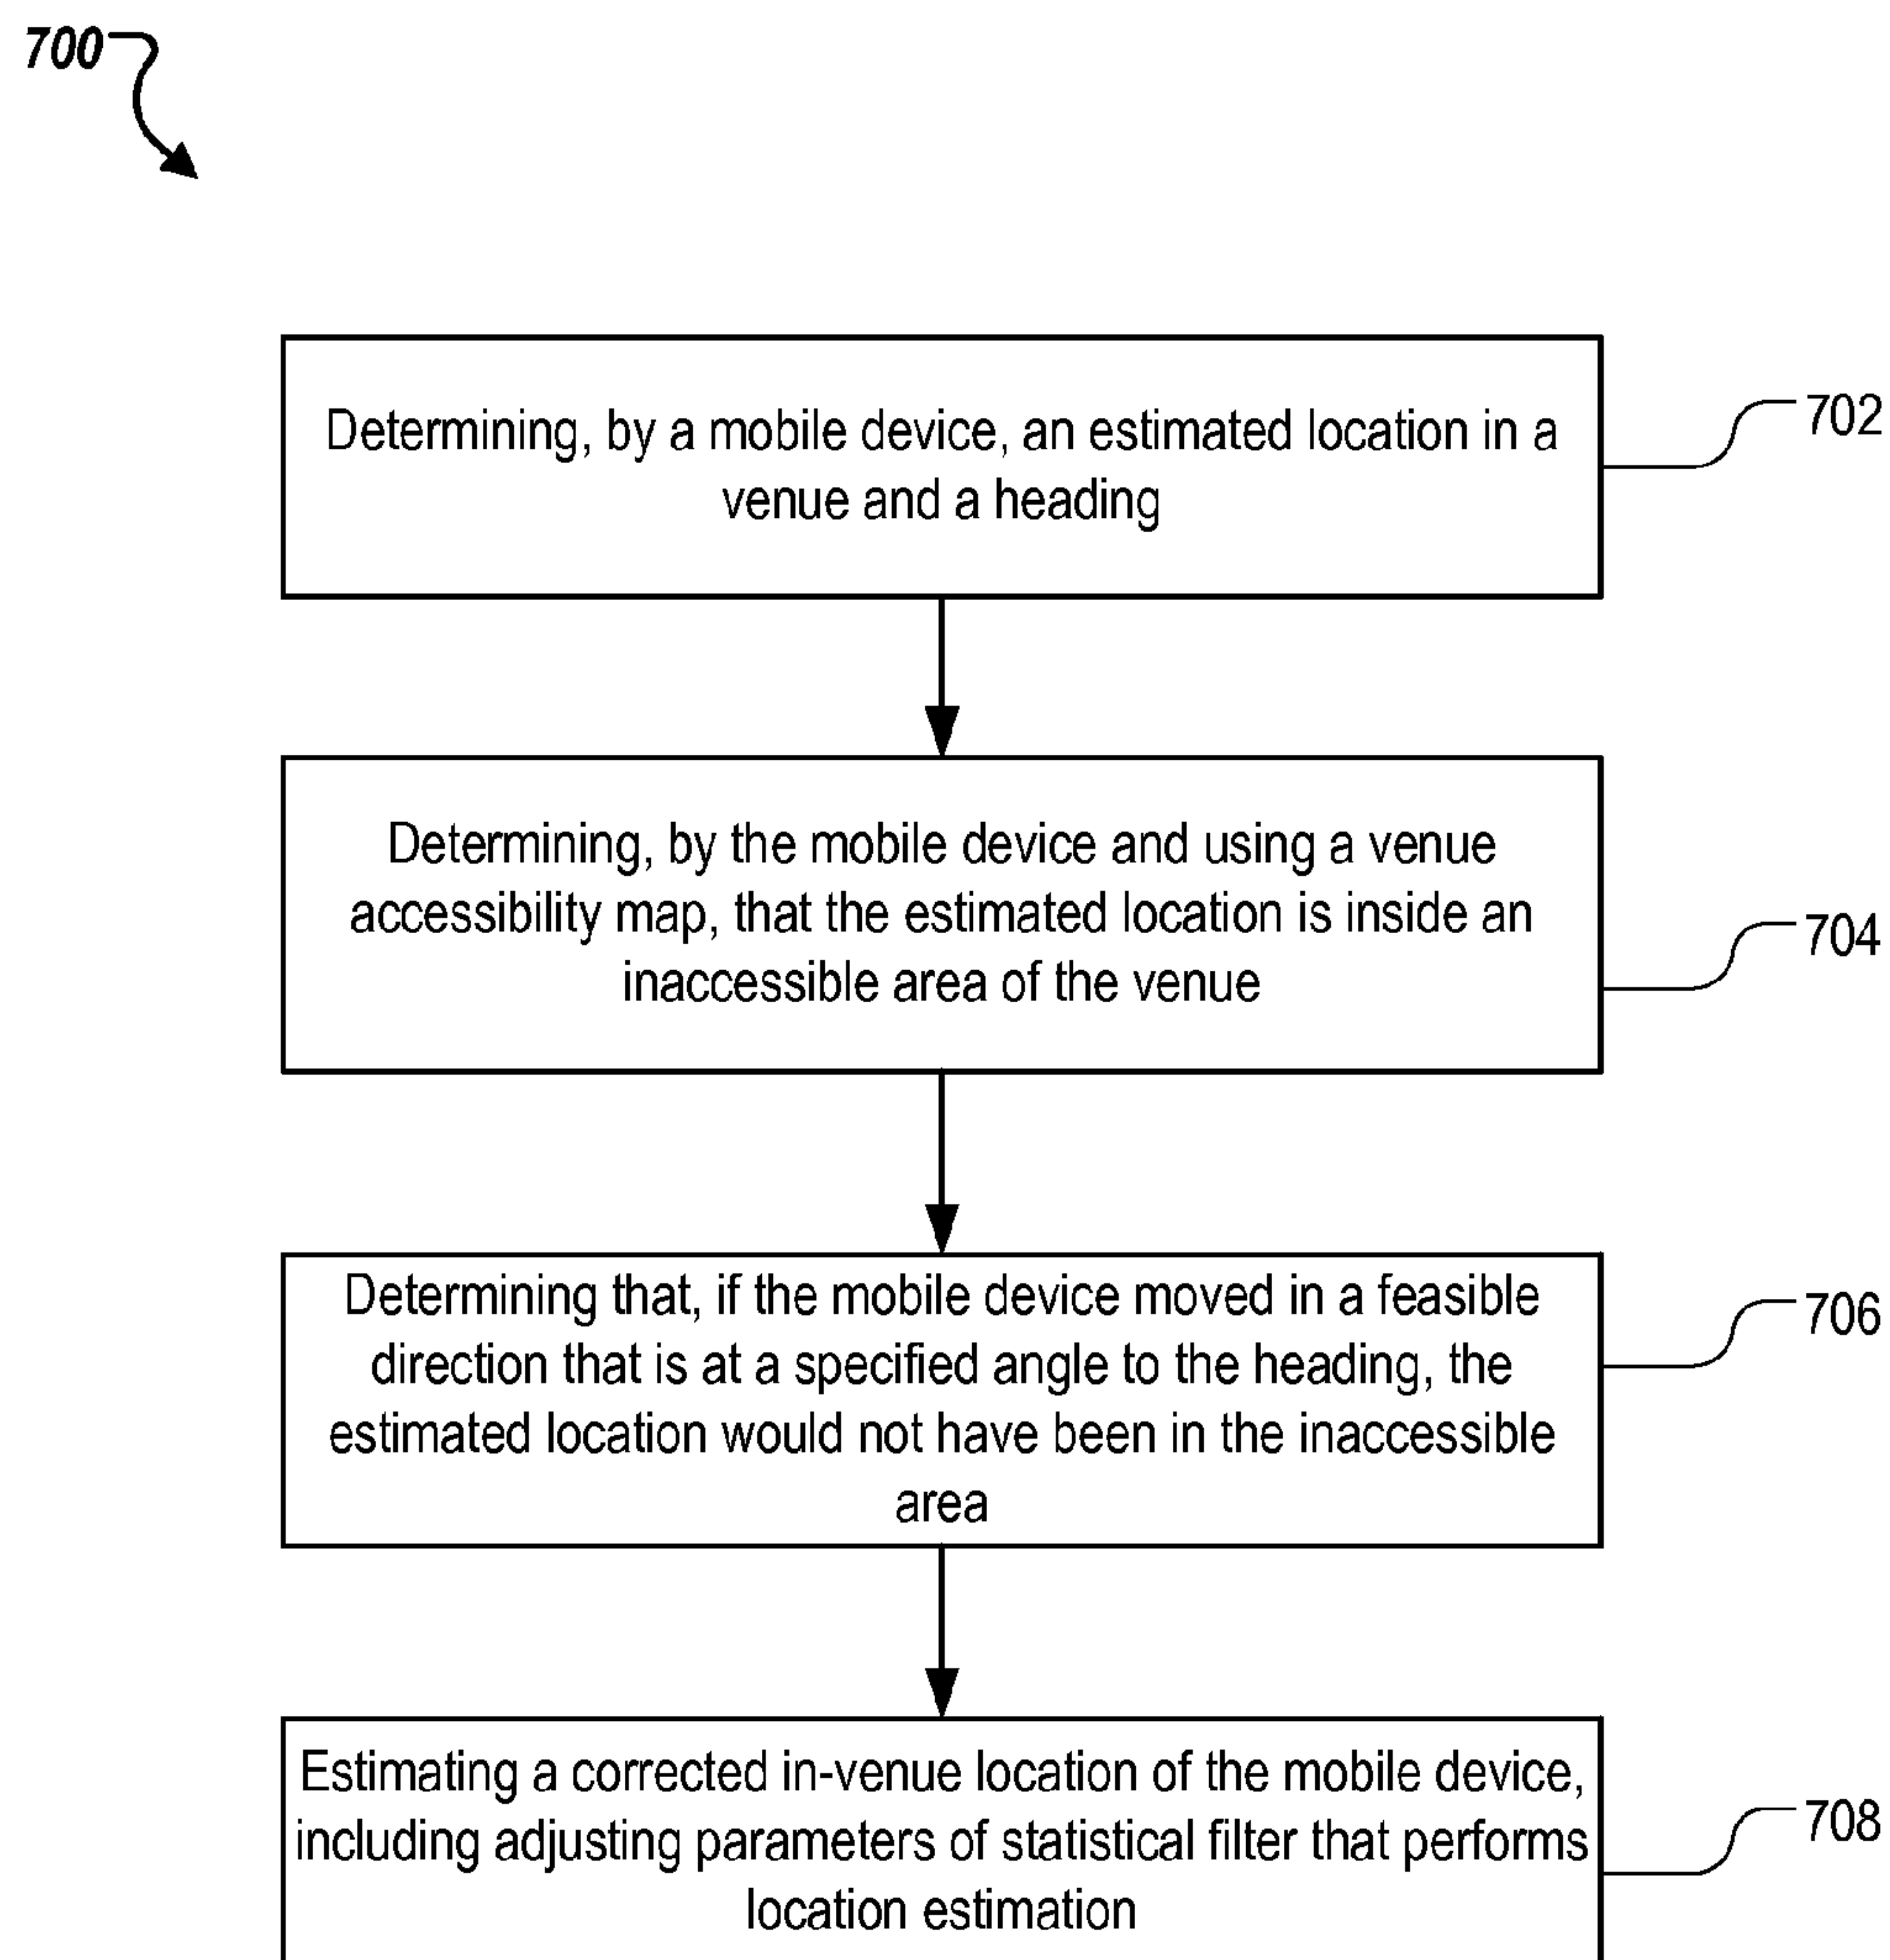 700
Determining, by a mobile device, an estimated location in a
venue and a heading
702
Determining, by the mobile device and using a venue
accessibility map, that the estimated location is inside an
inaccessible area of the venue
704
Determining that, if the mobile device moved in a feasible
direction that is at a specified angle to the heading, the
estimated location would not have been in the inaccessible
area
706
Estimating a corrected in-venue location of the mobile device,
including adjusting parameters of statistical filter that performs
location estimation
708